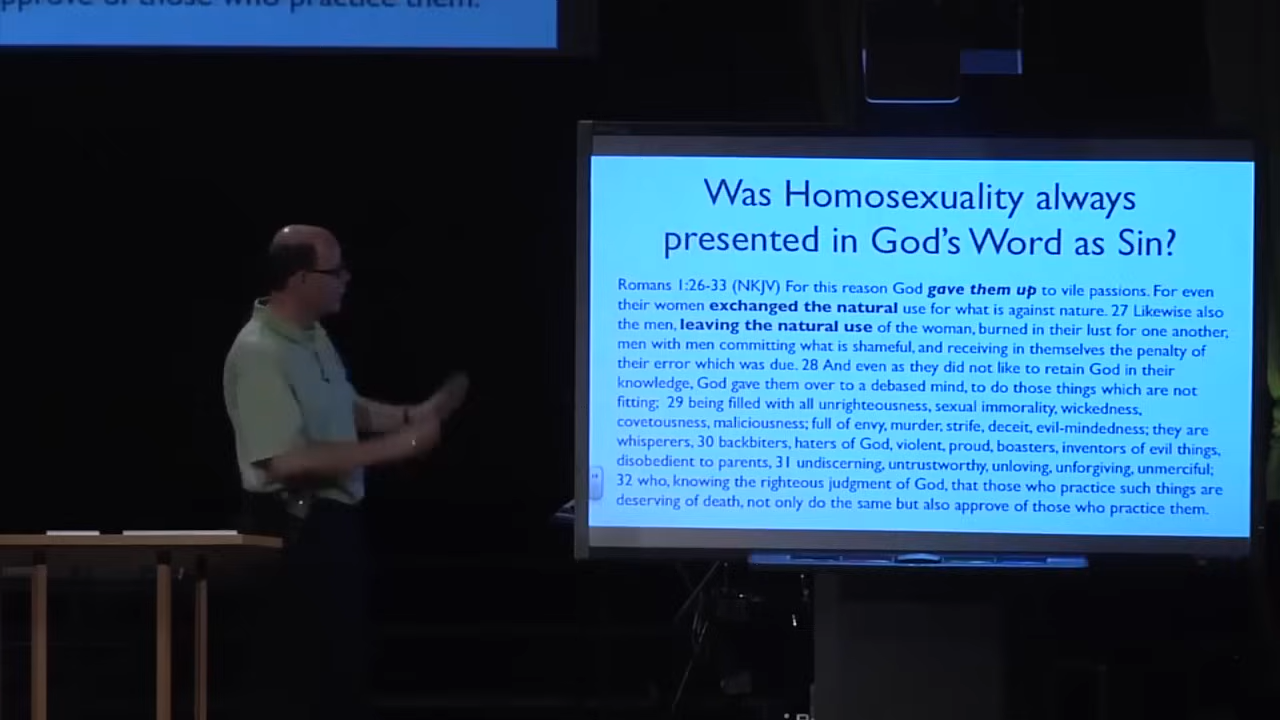 approve of those who practice them.
Was Homosexuality always
presented in God's Word as Sin?
Romans 1:26-33 (NKJV) For this reason God gave them up to vile passions. For even
their women exchanged the natural use for what is against nature. 27 Likewise also
the men, leaving the natural use of the woman, burned in their lust for one another,
men with men committing what is shameful, and receiving in themselves the penalty of
their error which was due. 28 And even as they did not like to retain God in their
knowledge, God gave them over to a debased mind, to do those things which are not
fitting; 29 being filled with all unrighteousness, sexual immorality, wickedness,
covetousness, maliciousness; full of envy, murder, strife, deceit, evil-mindedness; they are
whisperers, 30 backbiters, haters of God, violent, proud, boasters, inventors of evil things,
disobedient to parents, 31 undiscerning, untrustworthy, unloving, unforgiving, unmerciful;
32 who, knowing the righteous judgment of God, that those who practice such things are
deserving of death, not only do the same but also approve of those who practice them.